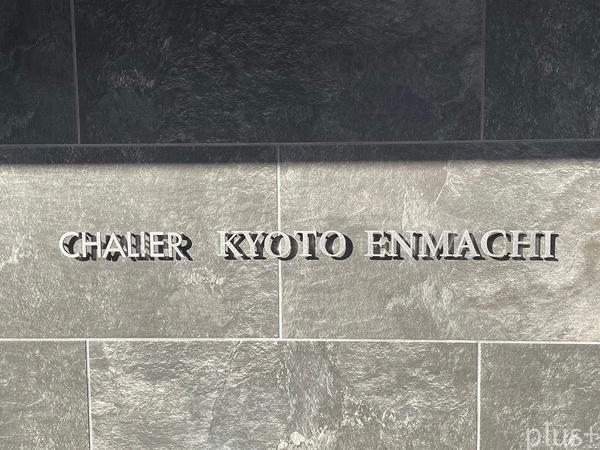 CHALIER KYOTO ENMACHI
plus+